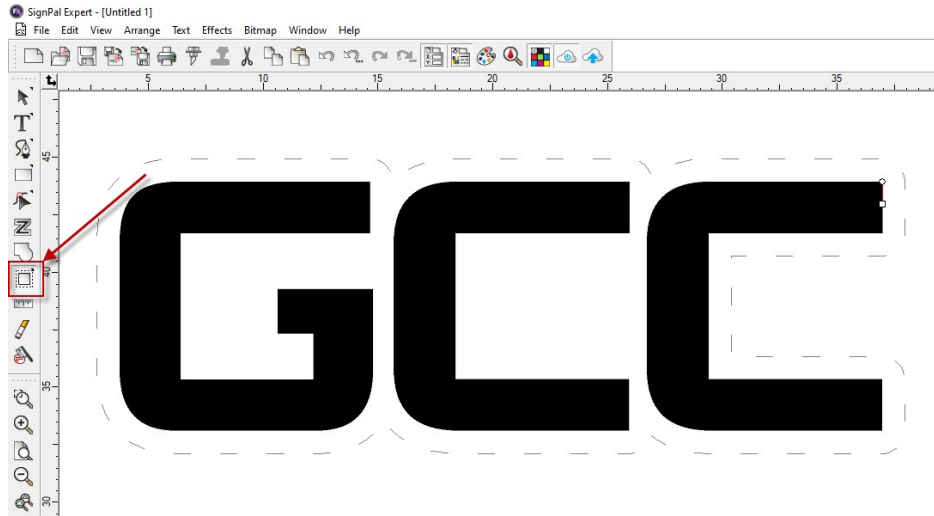 FX SignPal Expert - [Untitled 1]
File Edit View Arrange Text Effects Bitmap Window Help
5 10 15 20 25 30 35
45
40
35
30
GCC